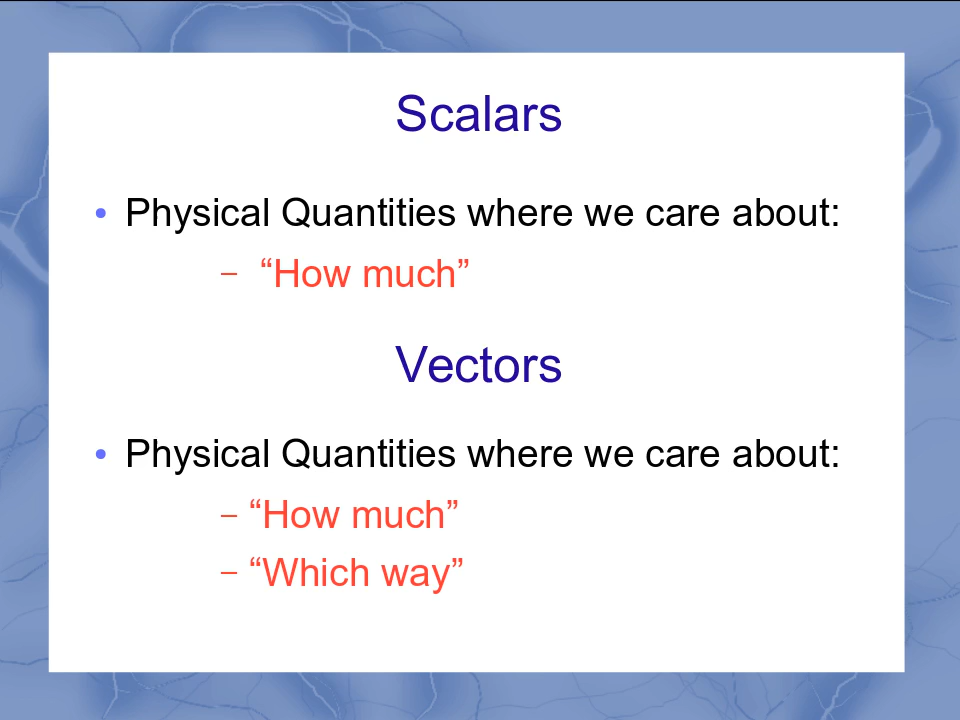 Scalars
• Physical Quantities where we care about:
– “How much”
Vectors
• Physical Quantities where we care about:
– “How much”
– “Which way”